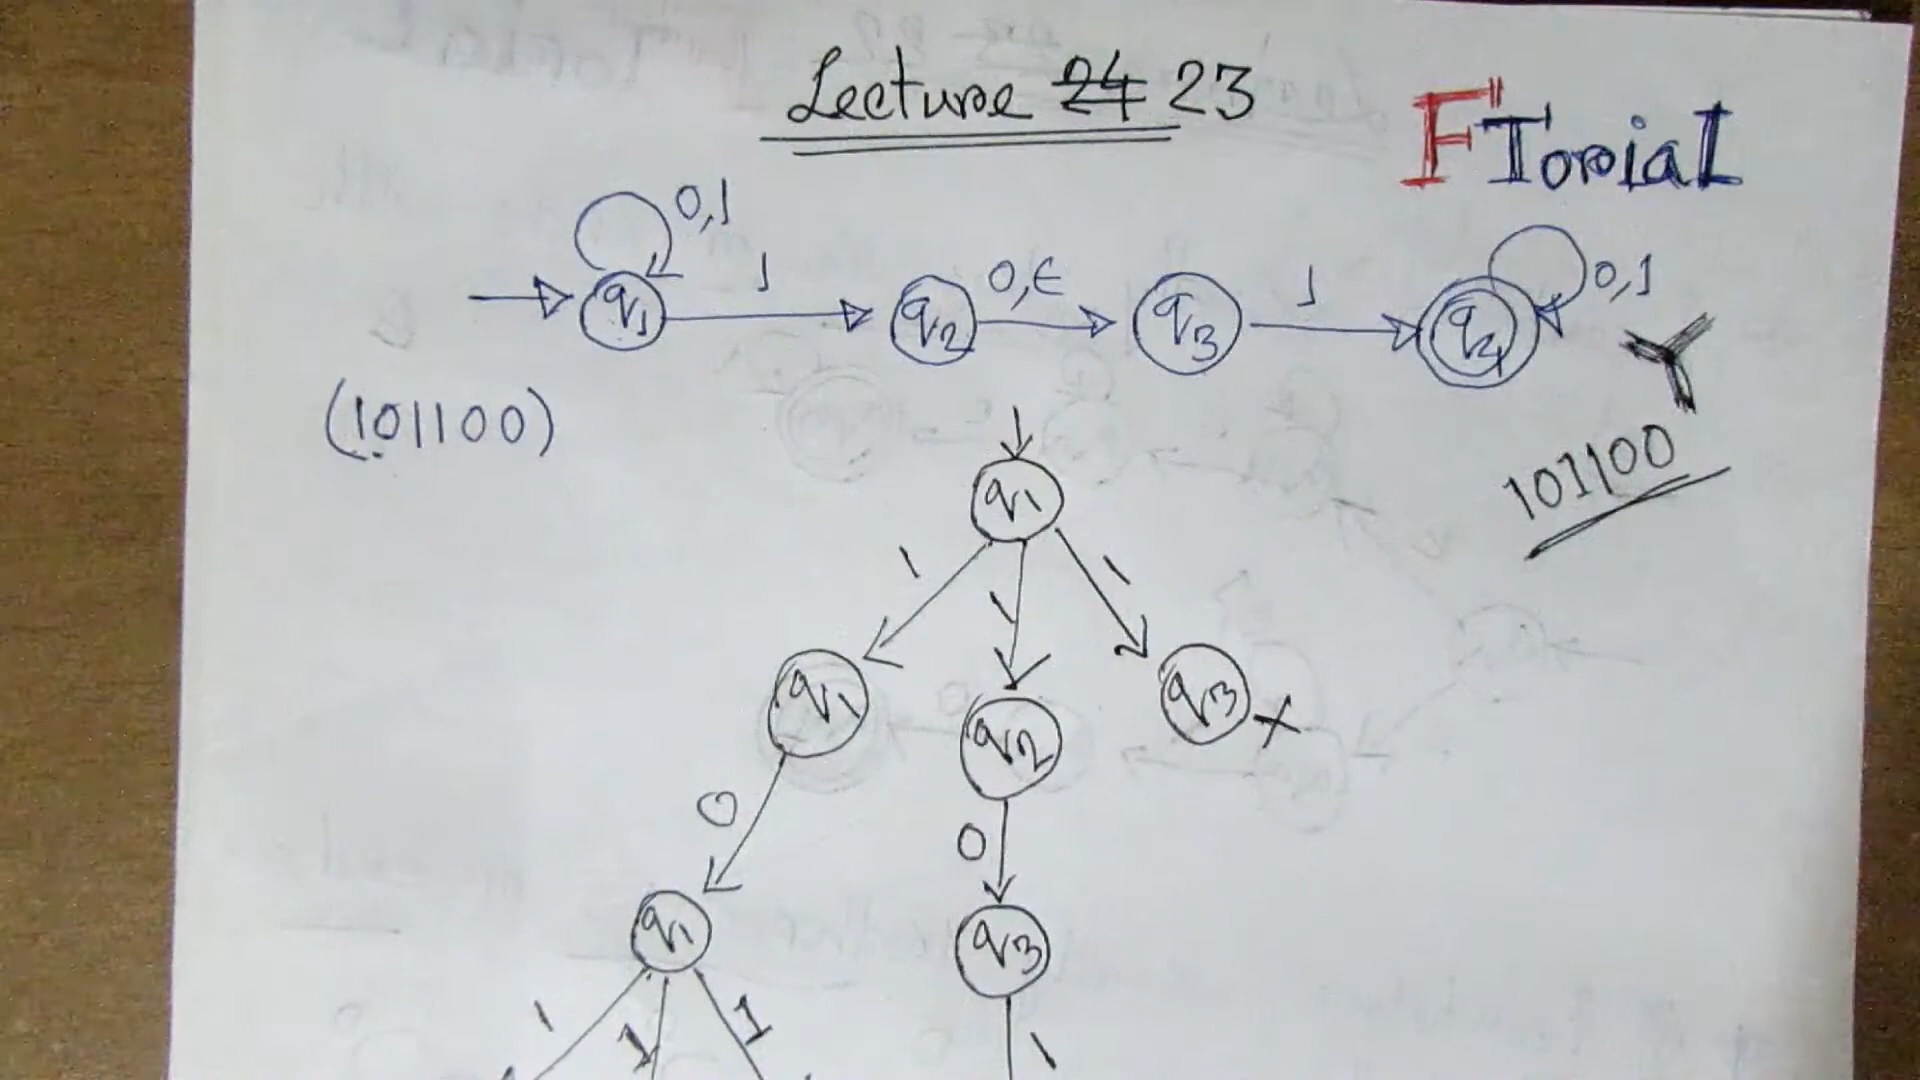 Lecture 24 23
FTorial
0,1
1
0,ϵ
1
0,1
q1
q2
q3
q4
(101100)
101100
q1
1
1
1
q1
q2
q3 x
0
0
q1
q3
1
1
1
1